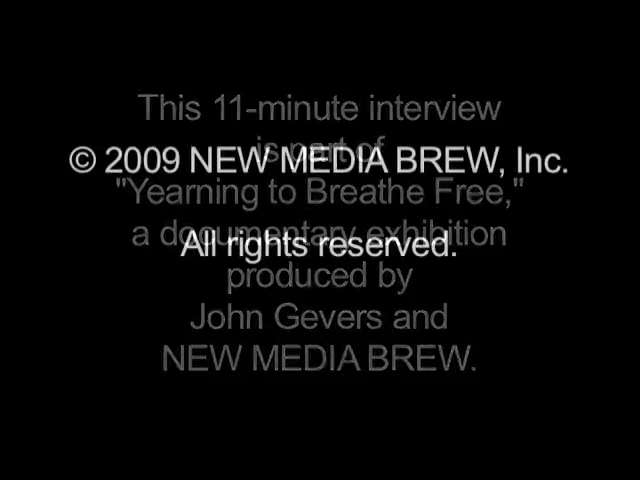 This 11-minute interview
is part of
© 2009 NEW MEDIA BREW, Inc.
"Yearning to Breathe Free,"
a documentary exhibition
All rights reserved.
produced by
John Gevers and
NEW MEDIA BREW.